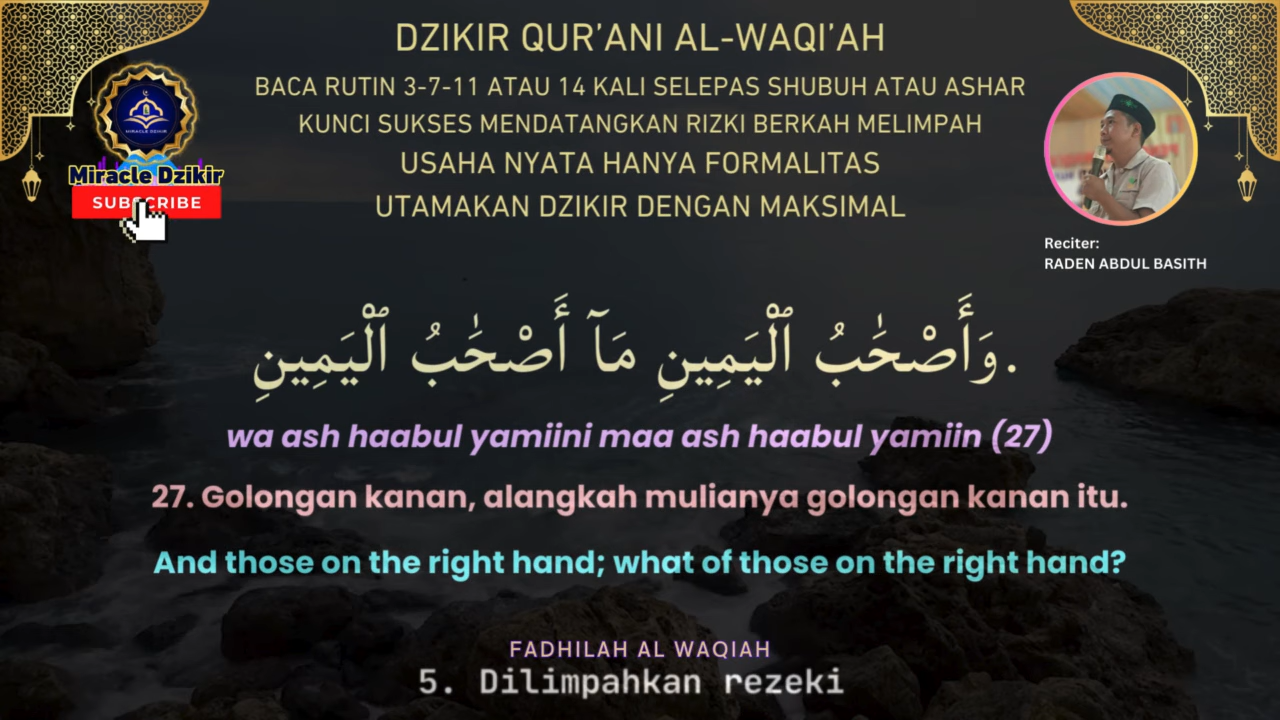 DZIKIR QUR'ANI AL-WAQI'AH
BACA RUTIN 3-7-11 ATAU 14 KALI SELEPAS SHUBUH ATAU ASHAR
KUNCI SUKSES MENDATANGKAN RIZKI BERKAH MELIMPAH
USAHA NYATA HANYA FORMALITAS
UTAMAKAN DZIKIR DENGAN MAKSIMAL
MIRACLE DZIKIR
Miracle Dzikir
SUBSCRIBE
Reciter:
RADEN ABDUL BASITH
وَأَصْحَٰبُ ٱلْيَمِينِ مَآ أَصْحَٰبُ ٱلْيَمِينِ.
wa ash haabul yamiini maa ash haabul yamiin (27)
27. Golongan kanan, alangkah mulianya golongan kanan itu.
And those on the right hand; what of those on the right hand?
FADHILAH AL WAQIAH
5. Dilimpahkan rezeki